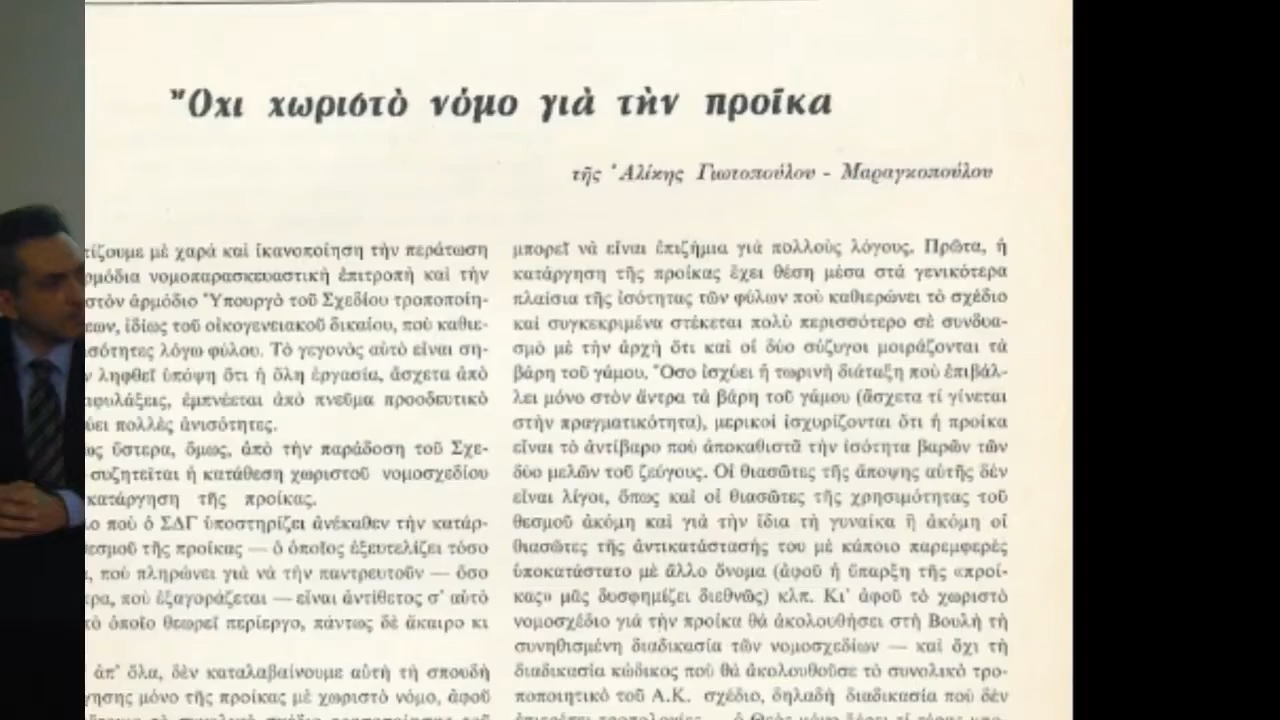 Ὄχι χωριστὸ νόμο γιὰ τὴν προῖκα
τῆς Ἀλίκης Γιωτοπούλου - Μαραγκοπούλου
τίζουμε μὲ χαρά καὶ ἱκανοποίηση τὴν περάτωση
ρμόδια νομοπαρασκευαστικὴ ἐπιτροπὴ καὶ τὴν
στὸν ἁρμόδιο Ὑπουργὸ τοῦ Σχεδίου τροποποίη-
εων, ἰδίως τοῦ οἰκογενειακοῦ δικαίου, ποὺ καθιε-
σότητες λόγω φύλου. Τὸ γεγονὸς αὐτὸ εἶναι ση-
ν ληφθεῖ ὑπόψη ὅτι ἡ ὅλη ἐργασία, ἄσχετα ἀπὸ
ιφυλάξεις, ἐμπνέεται ἀπὸ πνεῦμα προοδευτικὸ
ύει πολλὲς ἀνισότητες.
ως ὕστερα, ὅμως, ἀπὸ τὴν παράδοση τοῦ Σχε-
συζητεῖται ἡ κατάθεση χωριστοῦ νομοσχεδίου
κατάργηση τῆς προίκας.
λο ποὺ ὁ ΣΔΓ ὑποστηρίζει ἀνέκαθεν τὴν κατάρ-
εσμοῦ τῆς προίκας — ὁ ὁποῖος ἐξευτελίζει τόσο
, ποὺ πληρώνει γιὰ νὰ τὴν παντρευτοῦν — ὅσο
τρα, ποὺ ἐξαγοράζεται — εἶναι ἀντίθετος σ' αὐτὸ
τὸ ὁποῖο θεωρεῖ περίεργο, πάντως δὲ ἄκαιρο κι
ἀπ' ὅλα, δὲν καταλαβαίνουμε αὐτὴ τὴ σπουδὴ
γησης μόνο τῆς προίκας μὲ χωριστὸ νόμο, ἀφοῦ
μπορεῖ νὰ εἶναι ἐπιζήμια γιὰ πολλοὺς λόγους. Πρῶτα, ἡ
κατάργηση τῆς προίκας ἔχει θέση μέσα στὰ γενικότερα
πλαίσια τῆς ἰσότητας τῶν φύλων ποὺ καθιερώνει τὸ σχέδιο
καὶ συγκεκριμένα στέκεται πολὺ περισσότερο σὲ συνδυα-
σμὸ μὲ τὴν ἀρχὴ ὅτι καὶ οἱ δύο σύζυγοι μοιράζονται τὰ
βάρη τοῦ γάμου. Ὅσο ἰσχύει ἡ τωρινὴ διάταξη ποὺ ἐπιβάλ-
λει μόνο στὸν ἄντρα τὰ βάρη τοῦ γάμου (ἄσχετα τί γίνεται
στὴν πραγματικότητα), μερικοὶ ἰσχυρίζονται ὅτι ἡ προίκα
εἶναι τὸ ἀντίβαρο ποὺ ἀποκαθιστᾶ τὴν ἰσότητα βαρῶν τῶν
δύο μελῶν τοῦ ζεύγους. Οἱ θιασῶτες τῆς ἄποψης αὐτῆς δὲν
εἶναι λίγοι, ὅπως καὶ οἱ θιασῶτες τῆς χρησιμότητας τοῦ
θεσμοῦ ἀκόμη καὶ γιὰ τὴν ἴδια τὴ γυναίκα ἢ ἀκόμη οἱ
θιασῶτες τῆς ἀντικατάστασής του μὲ κάποιο παρεμφερὲς
ὑποκατάστατο μὲ ἄλλο ὄνομα (ἀφοῦ ἡ ὕπαρξη τῆς «προί-
κας» μᾶς δυσφημίζει διεθνῶς) κλπ. Κι' ἀφοῦ τὸ χωριστὸ
νομοσχέδιο γιὰ τὴν προίκα θὰ ἀκολουθήσει στὴ Βουλὴ τὴ
συνηθισμένη διαδικασία τῶν νομοσχεδίων — καὶ ὄχι τὴ
διαδικασία κώδικος ποὺ θὰ ἀκολουθοῦσε τὸ συνολικὸ τρο-
ποποιητικὸ τοῦ Α.Κ. σχέδιο, δηλαδὴ διαδικασία ποὺ δὲν